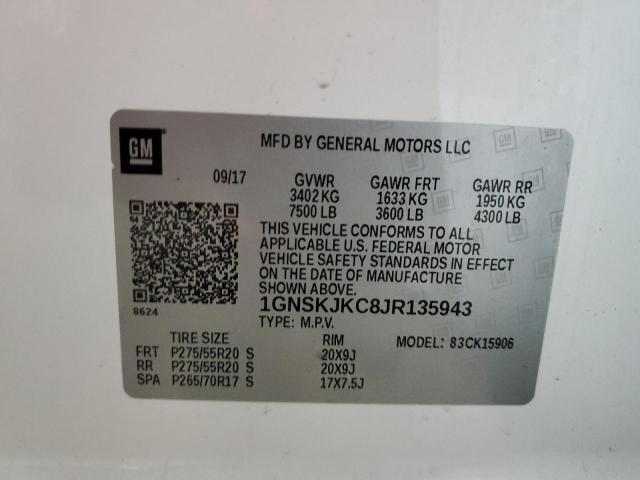 GM
MFD BY GENERAL MOTORS LLC
09/17 GVWR GAWR FRT GAWR RR
3402 KG 1633 KG 1950 KG
7500 LB 3600 LB 4300 LB
THIS VEHICLE CONFORMS TO ALL
APPLICABLE U.S. FEDERAL MOTOR
VEHICLE SAFETY STANDARDS IN EFFECT
ON THE DATE OF MANUFACTURE
SHOWN ABOVE.
8624
1GNSKJKC8JR135943
TYPE: M.P.V.
TIRE SIZE RIM MODEL: 83CK15906
FRT P275/55R20 S 20X9J
RR P275/55R20 S 20X9J
SPA P265/70R17 S 17X7.5J